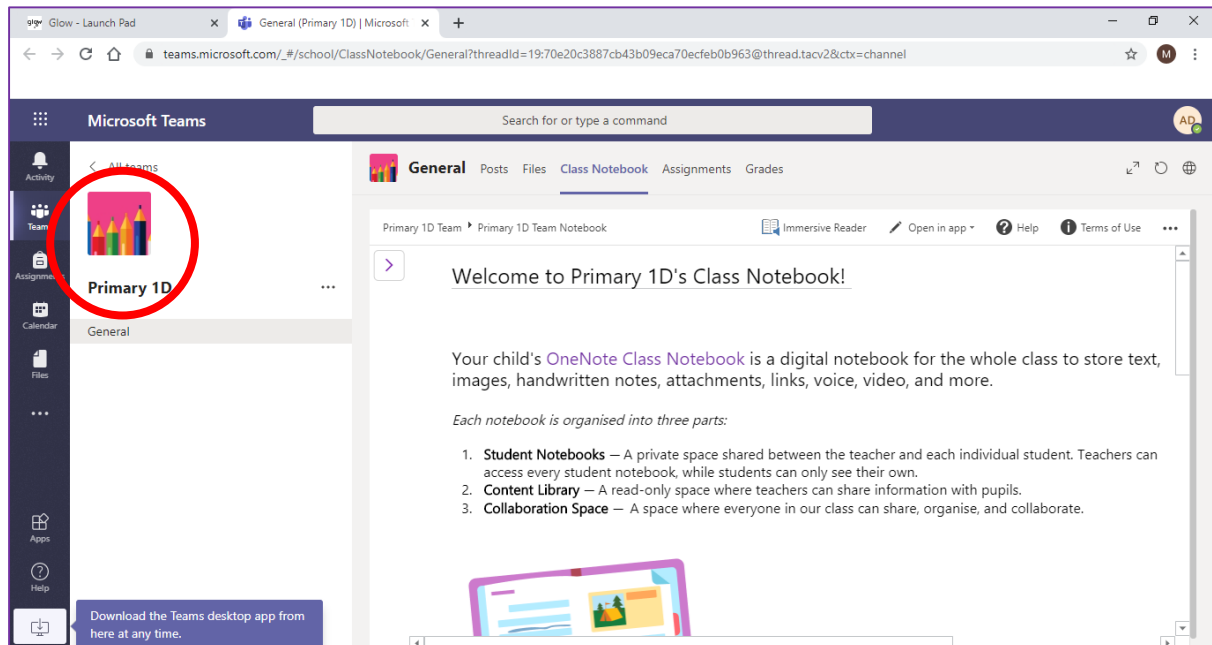 glow Glow - Launch Pad
General (Primary 1D) | Microsoft
teams.microsoft.com/_#/school/ClassNotebook/General?threadId=19:70e20c3887cb43b09eca70ecfeb0b963@thread.tacv2&ctx=channel
M
Microsoft Teams
Search for or type a command
AD
Activity
Teams
Assignments
Calendar
Files
Apps
Help
All teams
Primary 1D
General
Download the Teams desktop app from
here at any time.
General Posts Files Class Notebook Assignments Grades
Primary 1D Team Primary 1D Team Notebook Immersive Reader Open in app Help Terms of Use
Welcome to Primary 1D's Class Notebook!
Your child's OneNote Class Notebook is a digital notebook for the whole class to store text,
images, handwritten notes, attachments, links, voice, video, and more.
Each notebook is organised into three parts:
1. Student Notebooks — A private space shared between the teacher and each individual student. Teachers can
access every student notebook, while students can only see their own.
2. Content Library — A read-only space where teachers can share information with pupils.
3. Collaboration Space — A space where everyone in our class can share, organise, and collaborate.